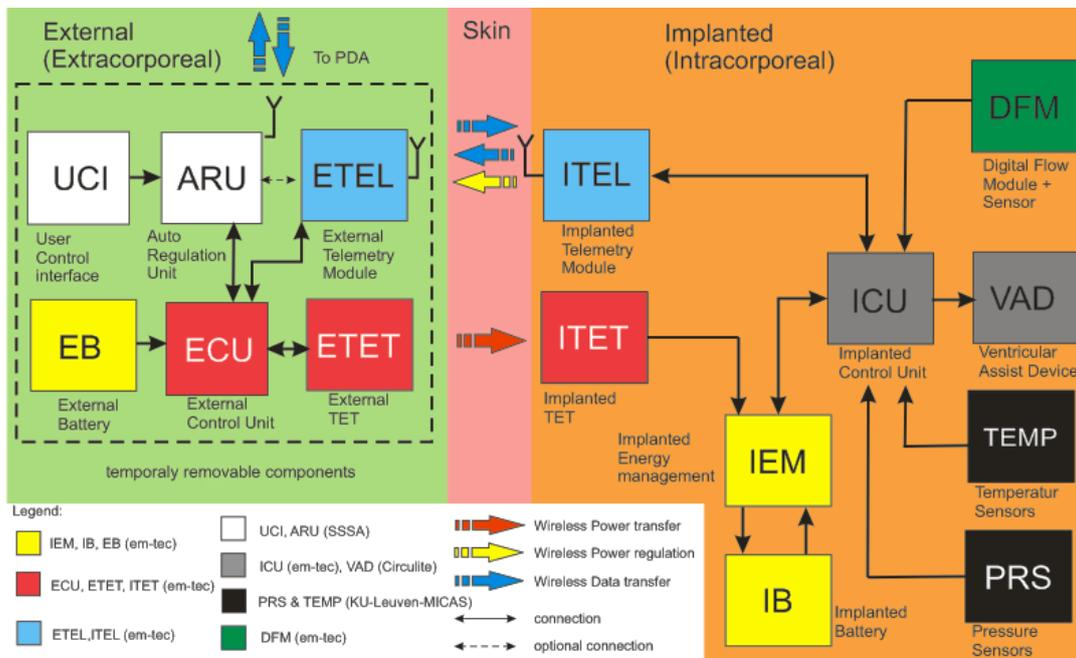 External
(Extracorporeal)
To PDA
Skin
Implanted
(Intracorporeal)
UCI
User
Control
interface
ARU
Auto
Regulation
Unit
ETEL
External
Telemetry
Module
EB
External
Battery
ECU
External
Control Unit
ETET
External
TET
temporaly removable components
ITEL
Implanted
Telemetry
Module
ITET
Implanted
TET
DFM
Digital Flow
Module +
Sensor
ICU
Implanted
Control Unit
VAD
Ventricular
Assist Device
Implanted
Energy
management
IEM
TEMP
Temperatur
Sensors
IB
Implanted
Battery
PRS
Pressure
Sensors
Legend:
IEM, IB, EB (em-tec)
ECU, ETET, ITET (em-tec)
ETEL,ITEL (em-tec)
UCI, ARU (SSSA)
ICU (em-tec), VAD (Circulite)
PRS & TEMP (KU-Leuven-MICAS)
DFM (em-tec)
Wireless Power transfer
Wireless Power regulation
Wireless Data transfer
connection
optional connection